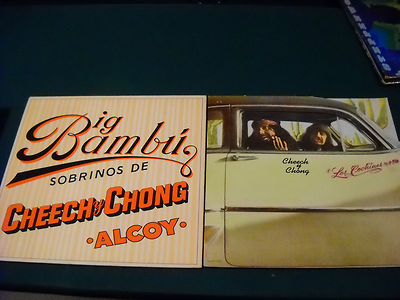 Big
Bambú
SOBRINOS DE
CHEECH y CHONG
• ALCOY •
Cheech
y
Chong
"Los Cochinos"